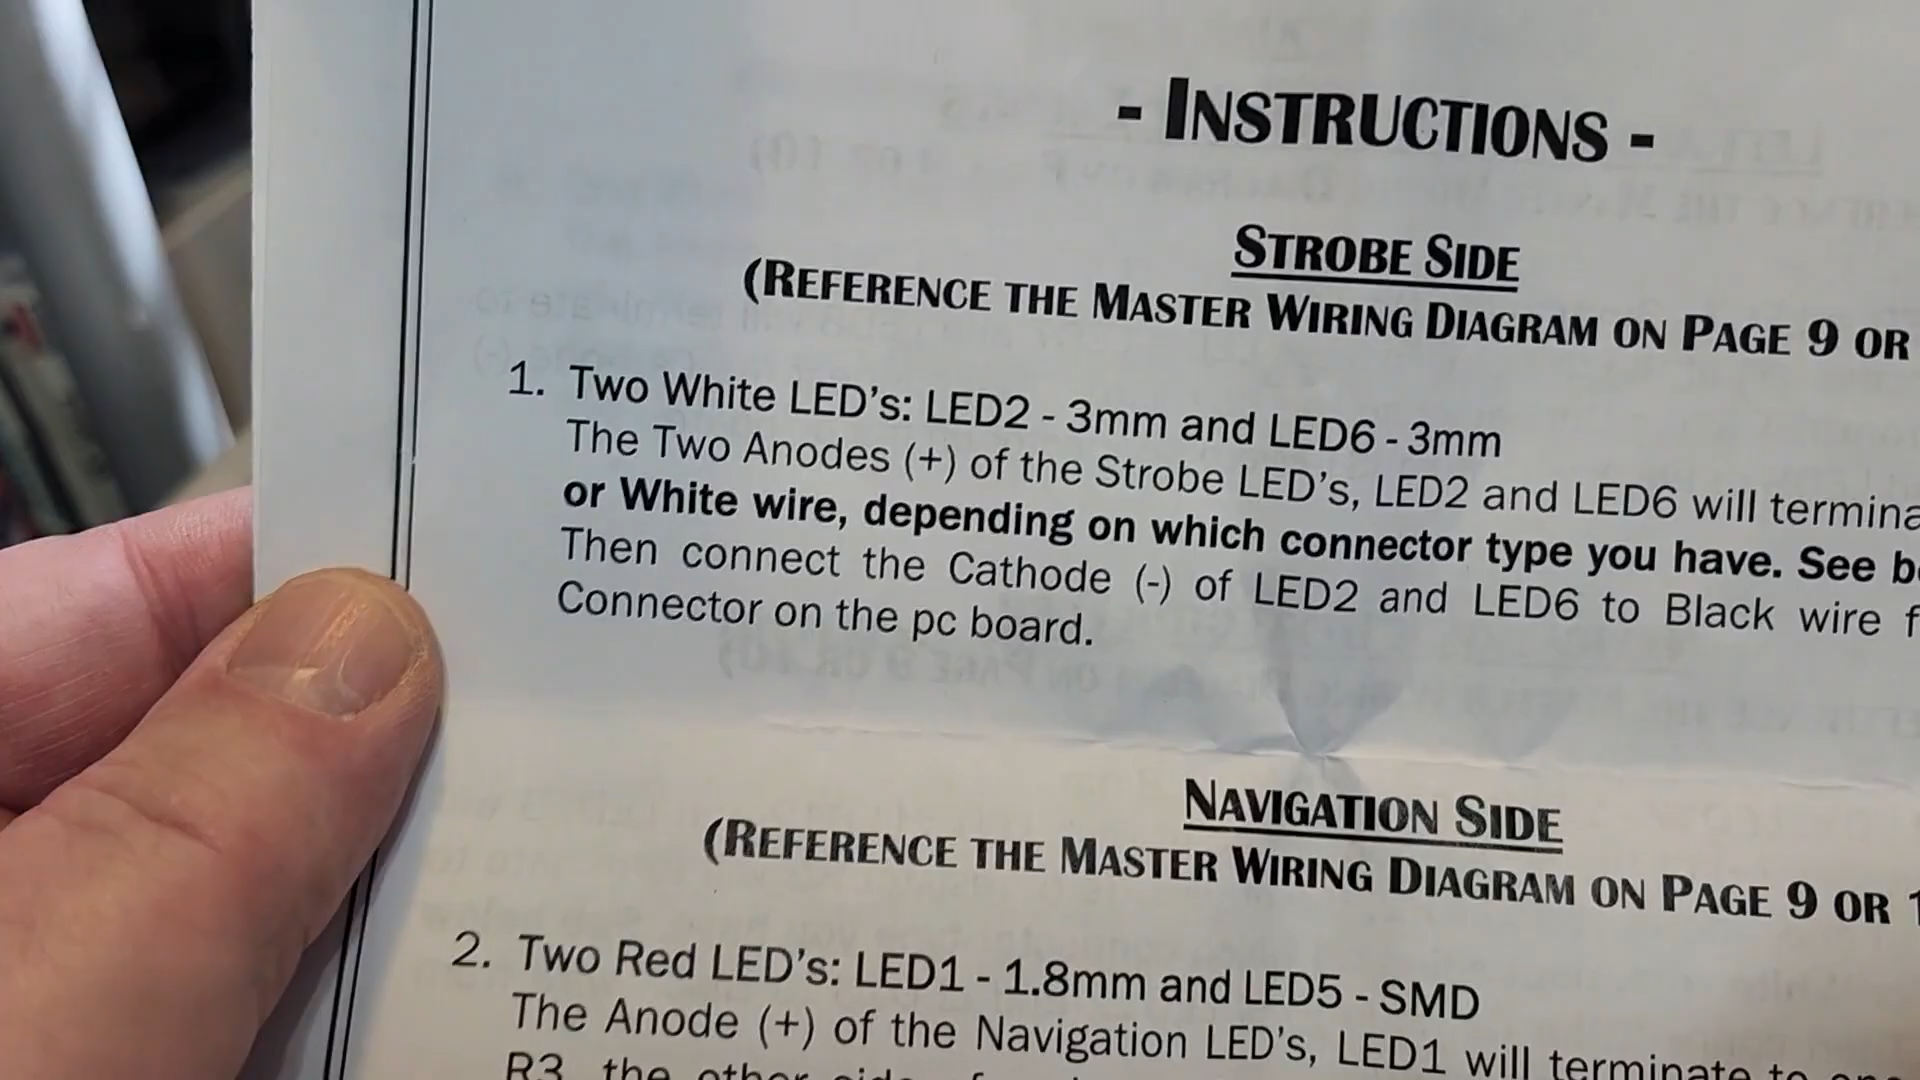 - INSTRUCTIONS -
STROBE SIDE
(REFERENCE THE MASTER WIRING DIAGRAM ON PAGE 9 OR
1. Two White LED's: LED2 - 3mm and LED6 - 3mm
The Two Anodes (+) of the Strobe LED's, LED2 and LED6 will
or White wire, depending on which connector type you have. See
Then connect the Cathode (-) of LED2 and LED6 to Black wire
Connector on the pc board.
NAVIGATION SIDE
(REFERENCE THE MASTER WIRING DIAGRAM ON PAGE 9 OR
2. Two Red LED's: LED1 - 1.8mm and LED5 - SMD
The Anode (+) of the Navigation LED's, LED1 will terminate to
R3, the other side